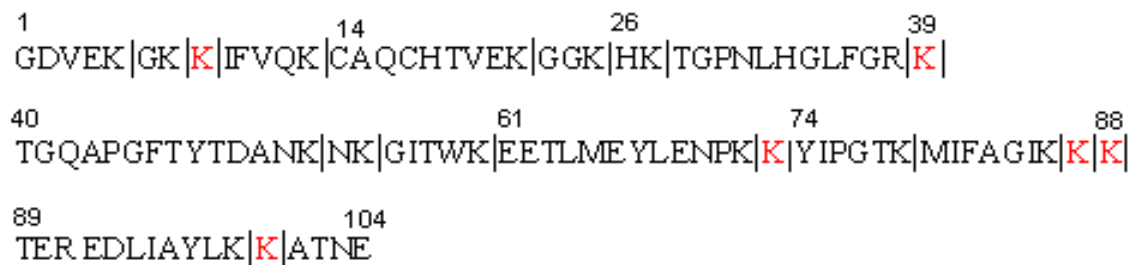 1 14 26 39
GDVEK|GK|K|IFVQK|CAQCHTVEK|GGK|HK|TGPNLHGLFGR|K|
40 61 74 88
TGQAPGFTYTDANK|NK|GITWK|EETLMEYLENPK|K|YIPGTK|MIFAGIK|K|K|
89 104
TER EDLIAYLK|K|ATNE